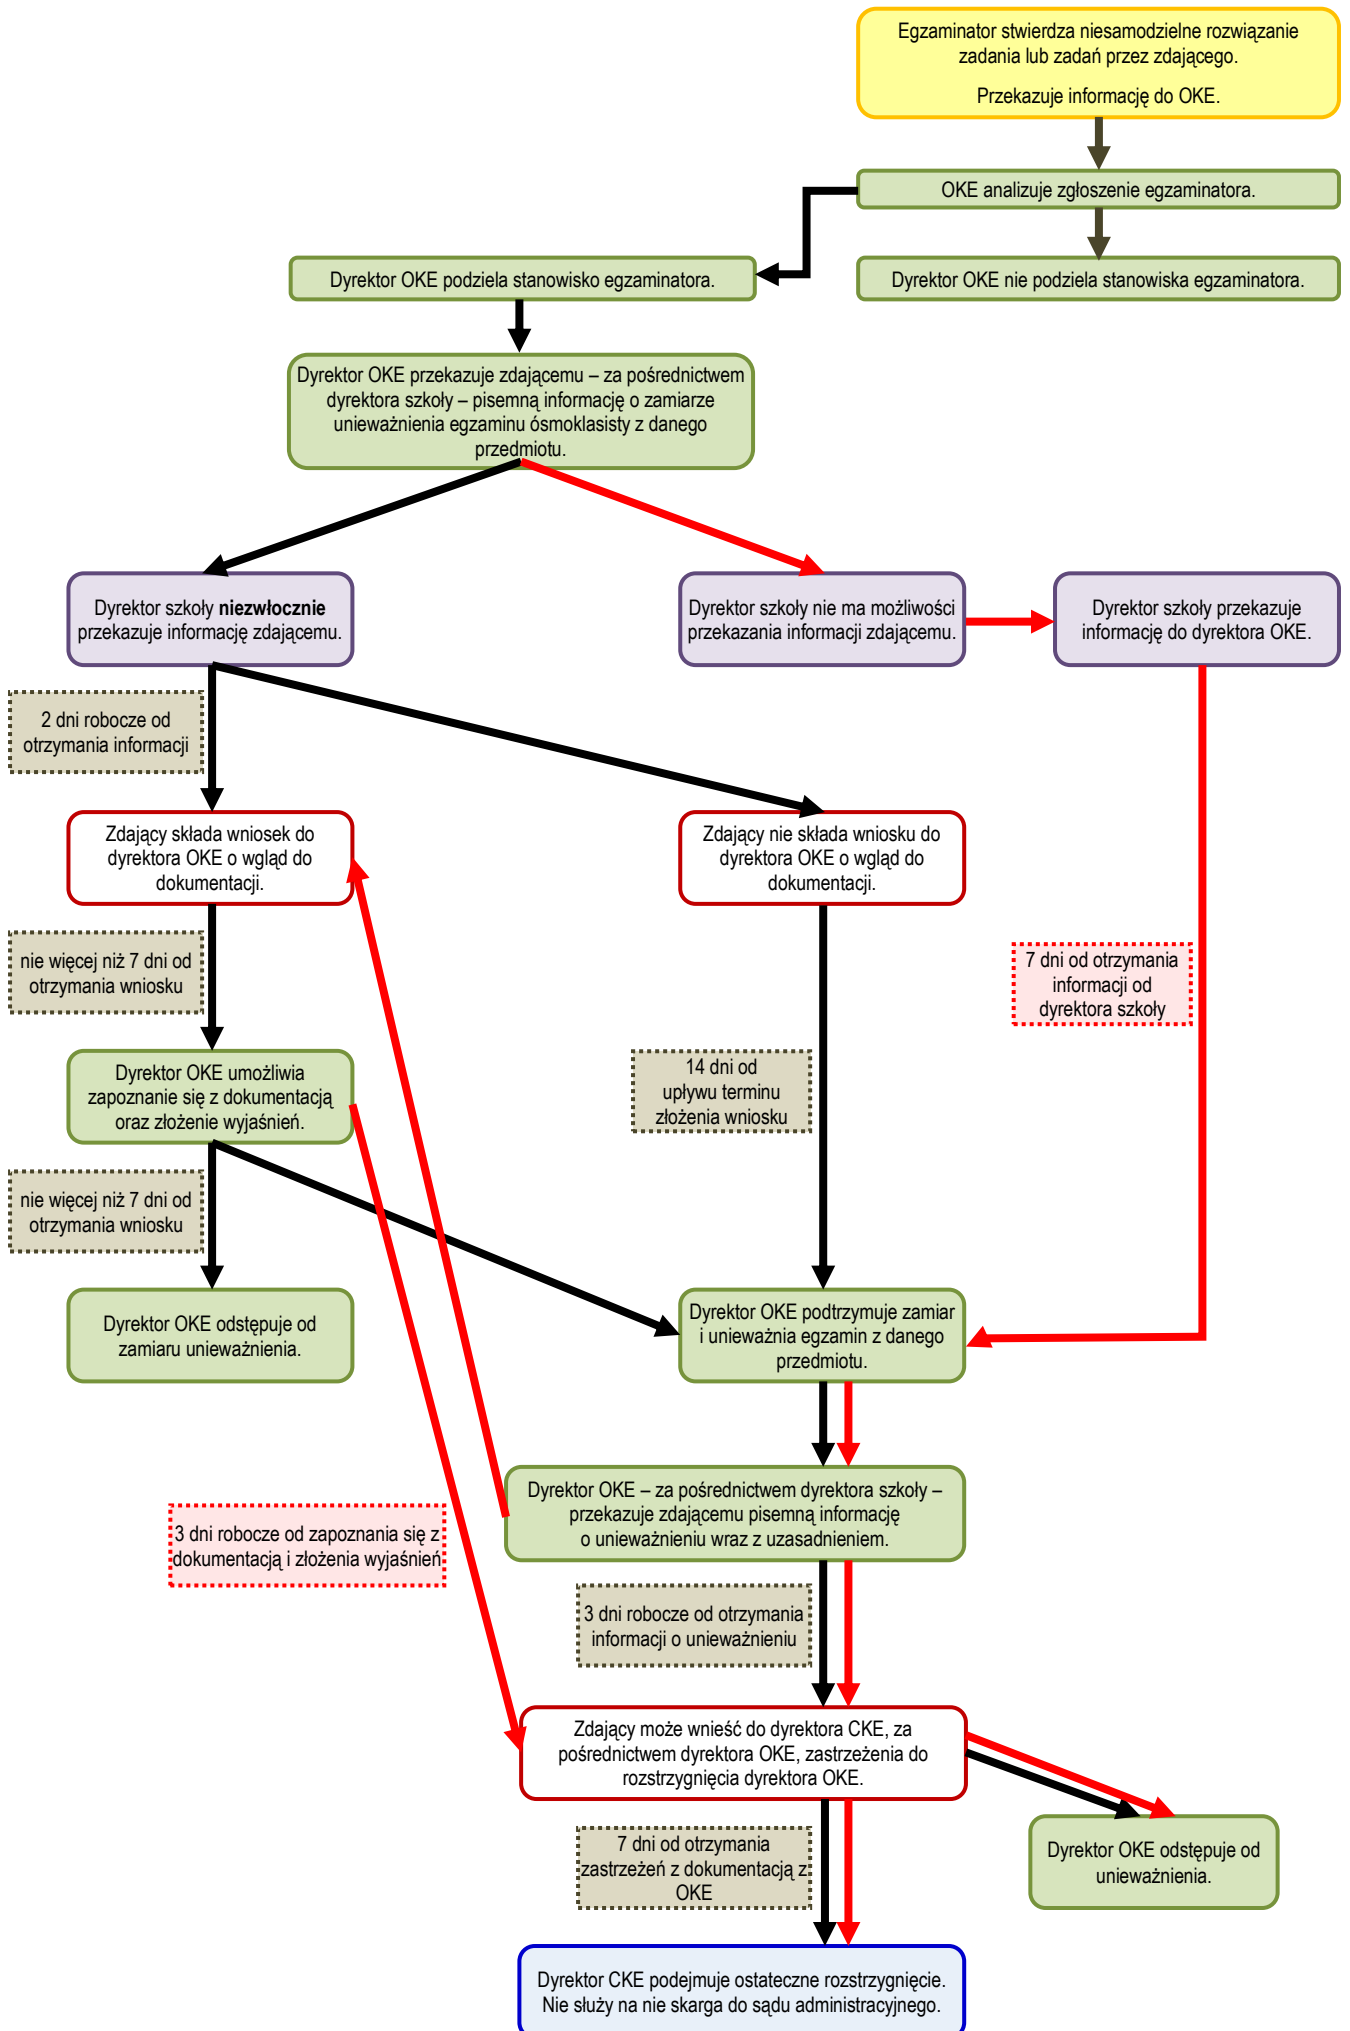 Egzaminator stwierdza niesamodzielne rozwiązanie
zadania lub zadań przez zdającego.
Przekazuje informację do OKE.
OKE analizuje zgłoszenie egzaminatora.
Dyrektor OKE podziela stanowisko egzaminatora.
Dyrektor OKE nie podziela stanowiska egzaminatora.
Dyrektor OKE przekazuje zdającemu – za pośrednictwem
dyrektora szkoły – pisemną informację o zamiarze
unieważnienia egzaminu ósmoklasisty z danego
przedmiotu.
Dyrektor szkoły niezwłocznie
przekazuje informację zdającemu.
Dyrektor szkoły nie ma możliwości
przekazania informacji zdającemu.
Dyrektor szkoły przekazuje
informację do dyrektora OKE.
2 dni robocze od
otrzymania informacji
Zdający składa wniosek do
dyrektora OKE o wgląd do
dokumentacji.
Zdający nie składa wniosku do
dyrektora OKE o wgląd do
dokumentacji.
nie więcej niż 7 dni od
otrzymania wniosku
7 dni od otrzymania
informacji od
dyrektora szkoły
Dyrektor OKE umożliwia
zapoznanie się z dokumentacją
oraz złożenie wyjaśnień.
14 dni od
upływu terminu
złożenia wniosku
nie więcej niż 7 dni od
otrzymania wniosku
Dyrektor OKE odstępuje od
zamiaru unieważnienia.
Dyrektor OKE podtrzymuje zamiar
i unieważnia egzamin z danego
przedmiotu.
Dyrektor OKE – za pośrednictwem dyrektora szkoły –
przekazuje zdającemu pisemną informację
o unieważnieniu wraz z uzasadnieniem.
3 dni robocze od zapoznania się z
dokumentacją i złożenia wyjaśnień
3 dni robocze od otrzymania
informacji o unieważnieniu
Zdający może wnieść do dyrektora CKE, za
pośrednictwem dyrektora OKE, zastrzeżenia do
rozstrzygnięcia dyrektora OKE.
7 dni od otrzymania
zastrzeżeń z dokumentacją z
OKE
Dyrektor OKE odstępuje od
unieważnienia.
Dyrektor CKE podejmuje ostateczne rozstrzygnięcie.
Nie służy na nie skarga do sądu administracyjnego.